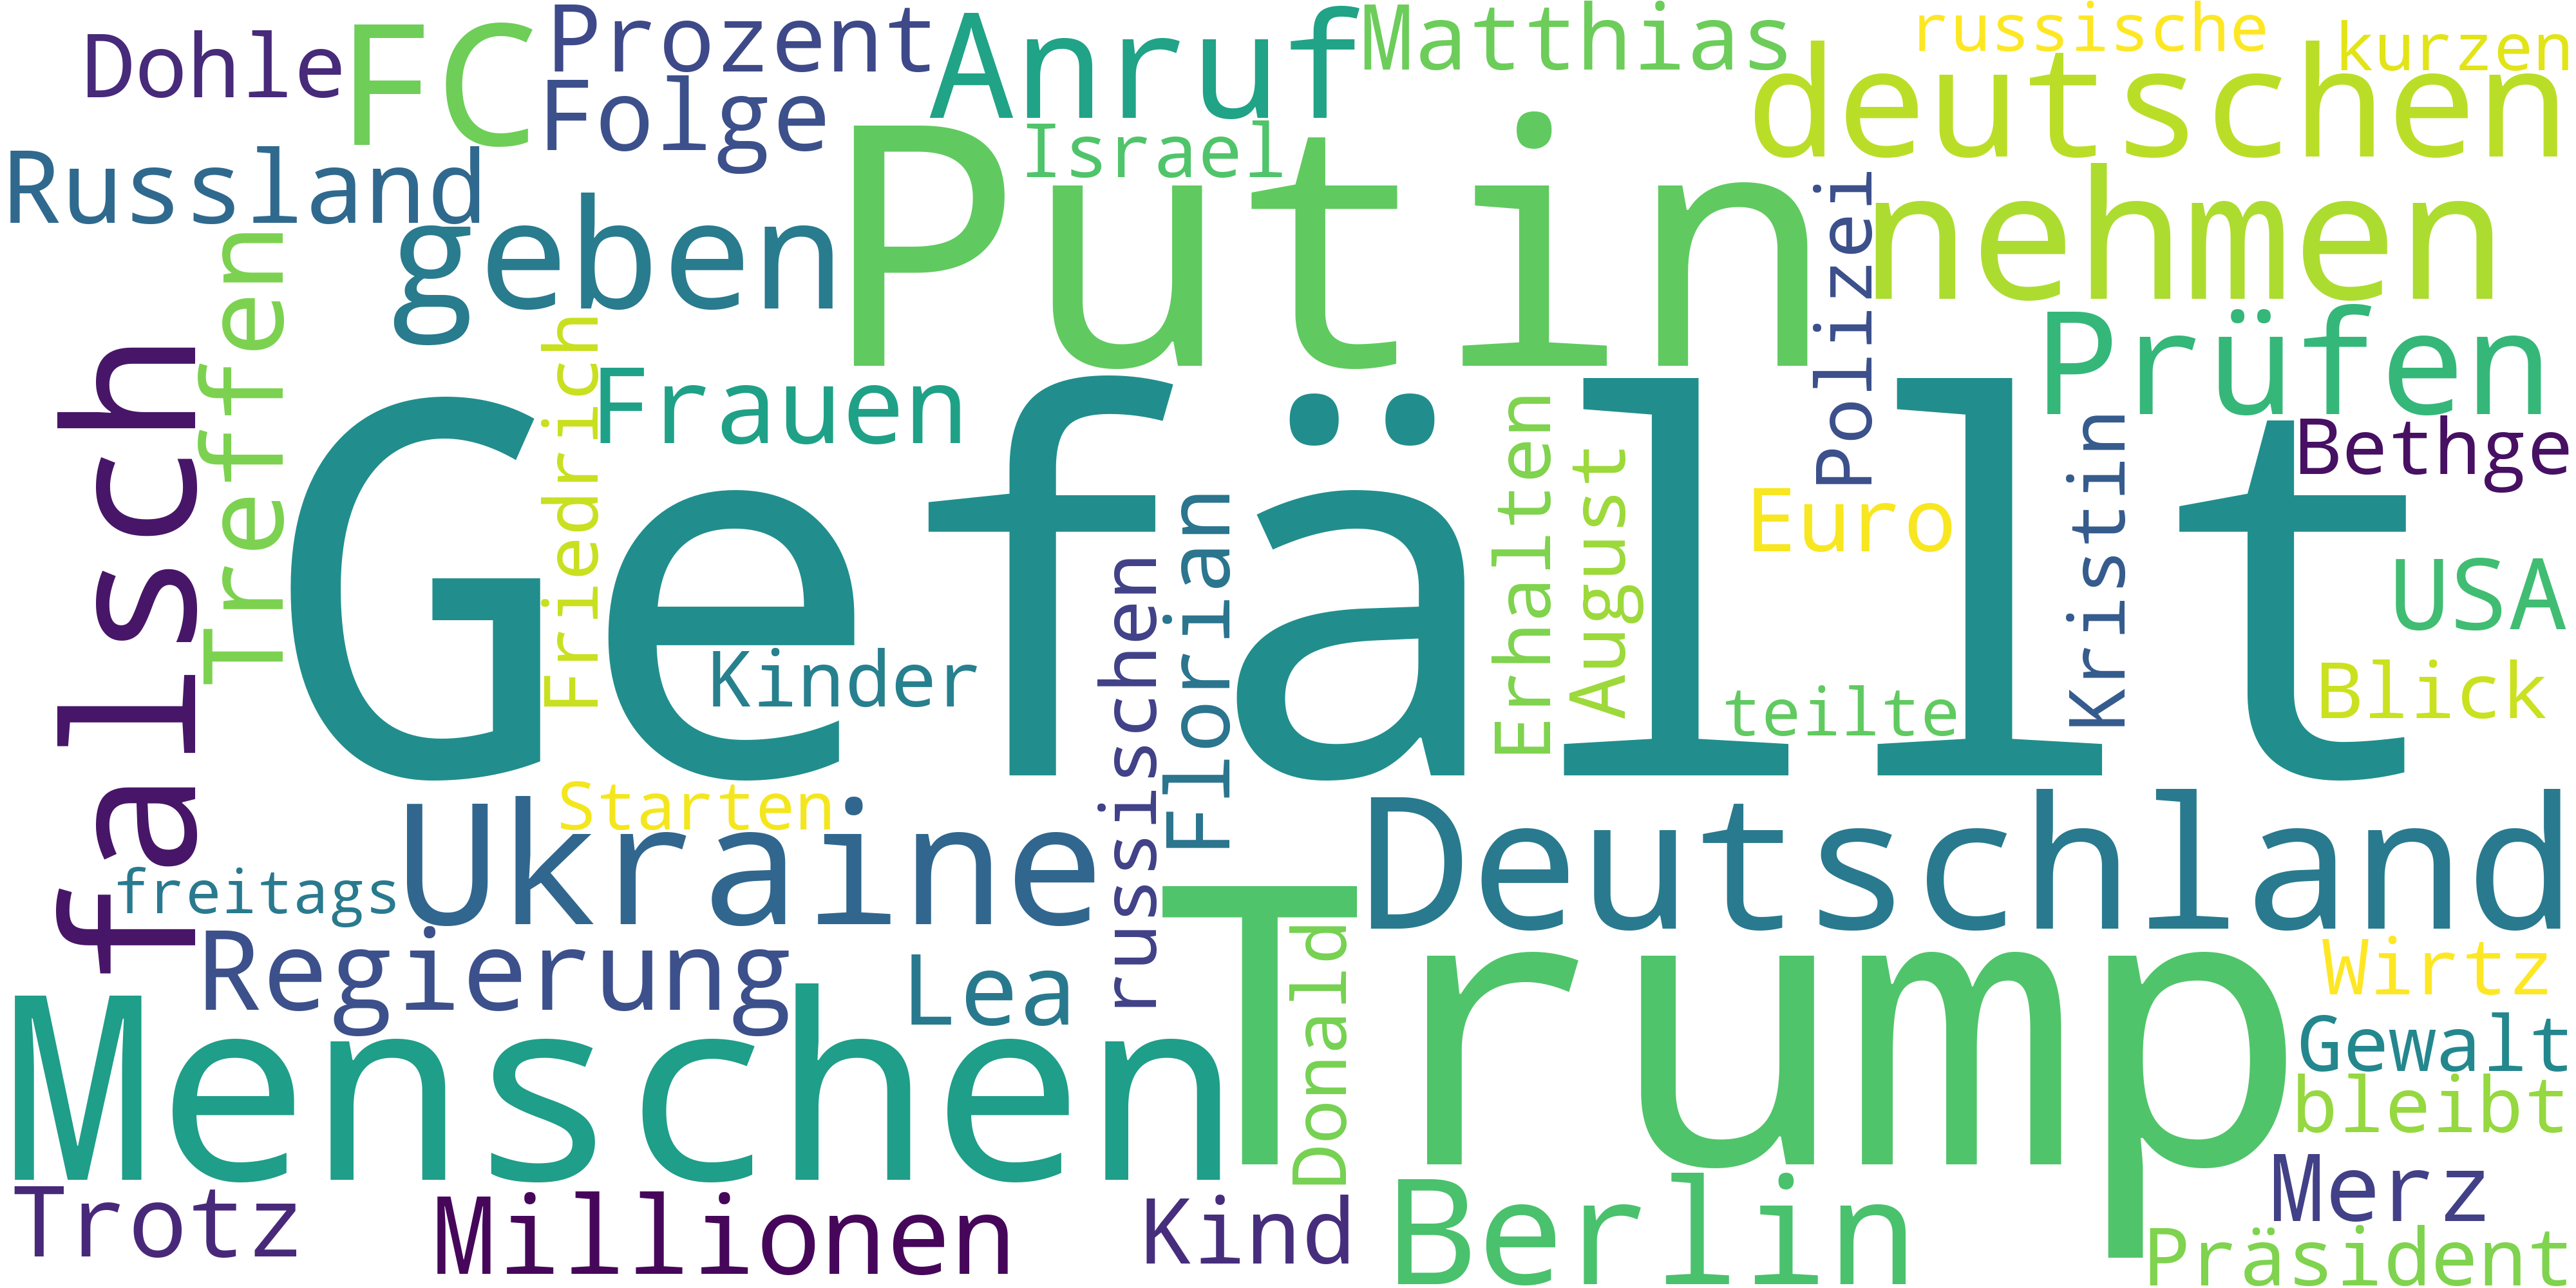 Dohle
FC
Prozent
Folge
Anruf
Matthias
russische
kurzen
deutschen
Russland
Israel
Putin
geben
nehmen
Polizei
Treffen
falsch
Friedrich
Frauen
Prüfen
Bethge
Gefällt
Erhalten
August
Euro
Kristin
USA
Florian
russischen
Kinder
teilte
Blick
Starten
freitags
Ukraine
Deutschland
Regierung
Lea
Donald
Trump
Wirtz
Menschen
Gewalt
bleibt
Trotz
Millionen
Kind
Berlin
Merz
Präsident